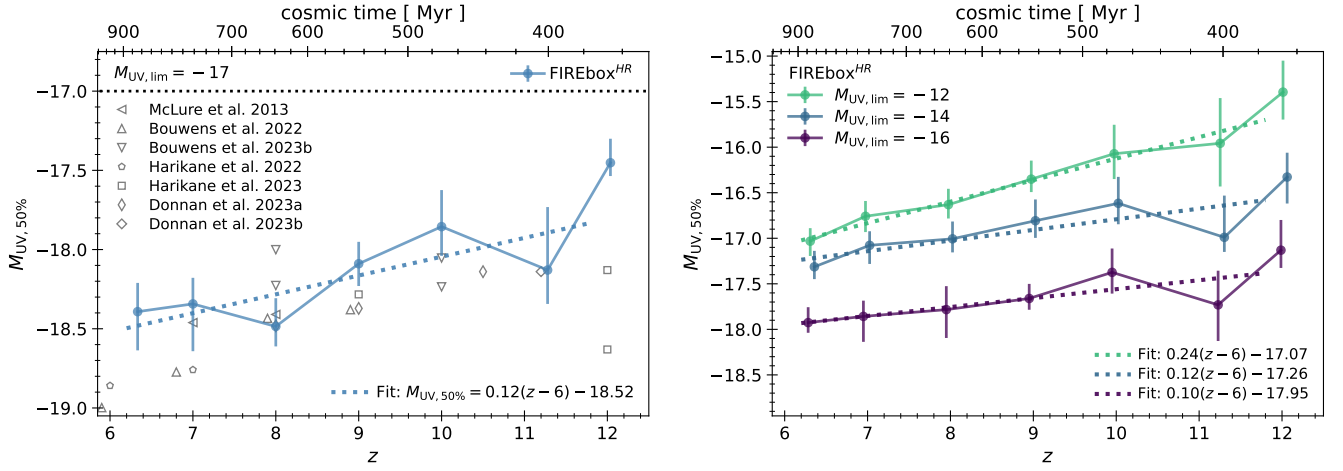 cosmic time [ Myr ]
900 700 600 500 400
M_UV,lim = −17
FIREbox^HR
McLure et al. 2013
Bouwens et al. 2022
Bouwens et al. 2023b
Harikane et al. 2022
Harikane et al. 2023
Donnan et al. 2023a
Donnan et al. 2023b
Fit: M_UV,50% = 0.12(z−6)−18.52
M_UV,50%
−17.0
−17.5
−18.0
−18.5
−19.0
6 7 8 9 10 11 12
z
cosmic time [ Myr ]
900 700 600 500 400
FIREbox^HR
M_UV,lim = −12
M_UV,lim = −14
M_UV,lim = −16
Fit: 0.24(z−6)−17.07
Fit: 0.12(z−6)−17.26
Fit: 0.10(z−6)−17.95
M_UV,50%
−15.0
−15.5
−16.0
−16.5
−17.0
−17.5
−18.0
−18.5
6 7 8 9 10 11 12
z